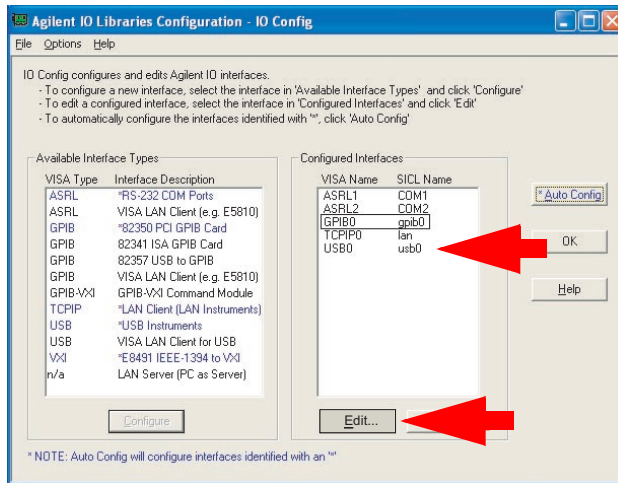 Agilent IO Libraries Configuration - IO Config
File Options Help
IO Config configures and edits Agilent IO interfaces.
- To configure a new interface, select the interface in 'Available Interface Types' and click 'Configure'
- To edit a configured interface, select the interface in 'Configured Interfaces' and click 'Edit'
- To automatically configure the interfaces identified with '*', click 'Auto Config'
Available Interface Types
VISA Type Interface Description
ASRL *RS-232 COM Ports
ASRL VISA LAN Client (e.g. E5810)
GPIB *82350 PCI GPIB Card
GPIB 82341 ISA GPIB Card
GPIB 82357 USB to GPIB
GPIB VISA LAN Client (e.g. E5810)
GPIB-VXI GPIB-VXI Command Module
TCPIP *LAN Client (LAN Instruments)
USB *USB Instruments
USB VISA LAN Client for USB
VXI *E8491 IEEE-1394 to VXI
n/a LAN Server (PC as Server)
Configure
Configured Interfaces
VISA Name SICL Name
ASRL1 COM1
ASRL2 COM2
GPIB0 gpib0
TCPIP0 lan
USB0 usb0
Edit...
* Auto Config
OK
Help
* NOTE: Auto Config will configure interfaces identified with an '*'